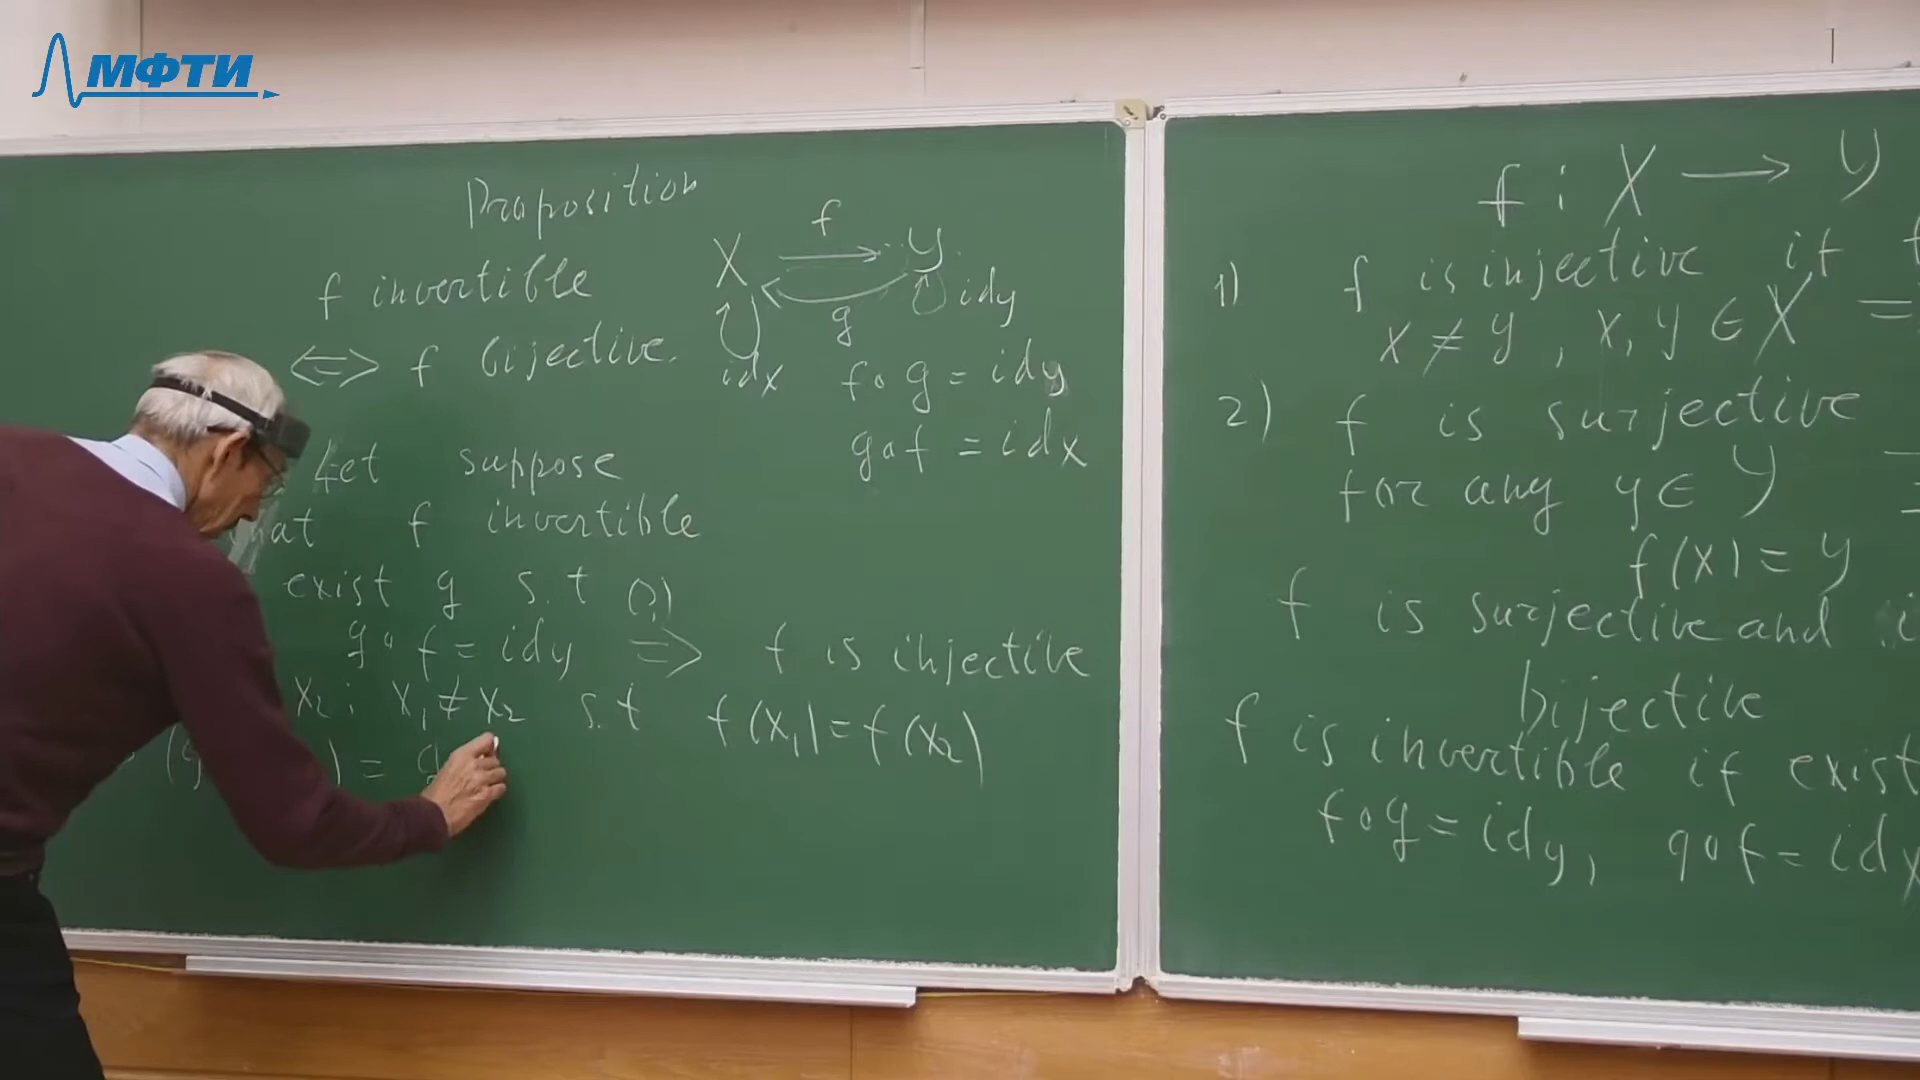 МФТИ
Proposition
f invertible
<=> f bijective.
X f y
g
idx
idy
f∘g = idy
g∘f = idx
Let suppose
f invertible
exist g s.t
g∘f = idy => f is injective
x₂ : x₁ ≠ x₂ s.t f(x₁) = f(x₂)
(g ) = g
f : X → y
1) f is injective if
x ≠ y , x, y ∈ X =
2) f is surjective
for any y ∈ y
f(x) = y
f is surjective and
bijective
f is invertible if exist
f∘g = idy, g∘f = idx